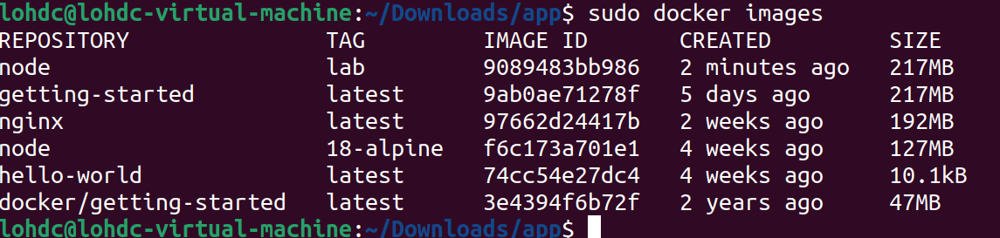 lohdc@lohdc-virtual-machine:~/Downloads/app$ sudo docker images
REPOSITORY TAG IMAGE ID CREATED SIZE
node lab 9089483bb986 2 minutes ago 217MB
getting-started latest 9ab0ae71278f 5 days ago 217MB
nginx latest 97662d24417b 2 weeks ago 192MB
node 18-alpine f6c173a701e1 4 weeks ago 127MB
hello-world latest 74cc54e27dc4 4 weeks ago 10.1kB
docker/getting-started latest 3e4394f6b72f 2 years ago 47MB
lohdc@lohdc-virtual-machine:~/Downloads/app$